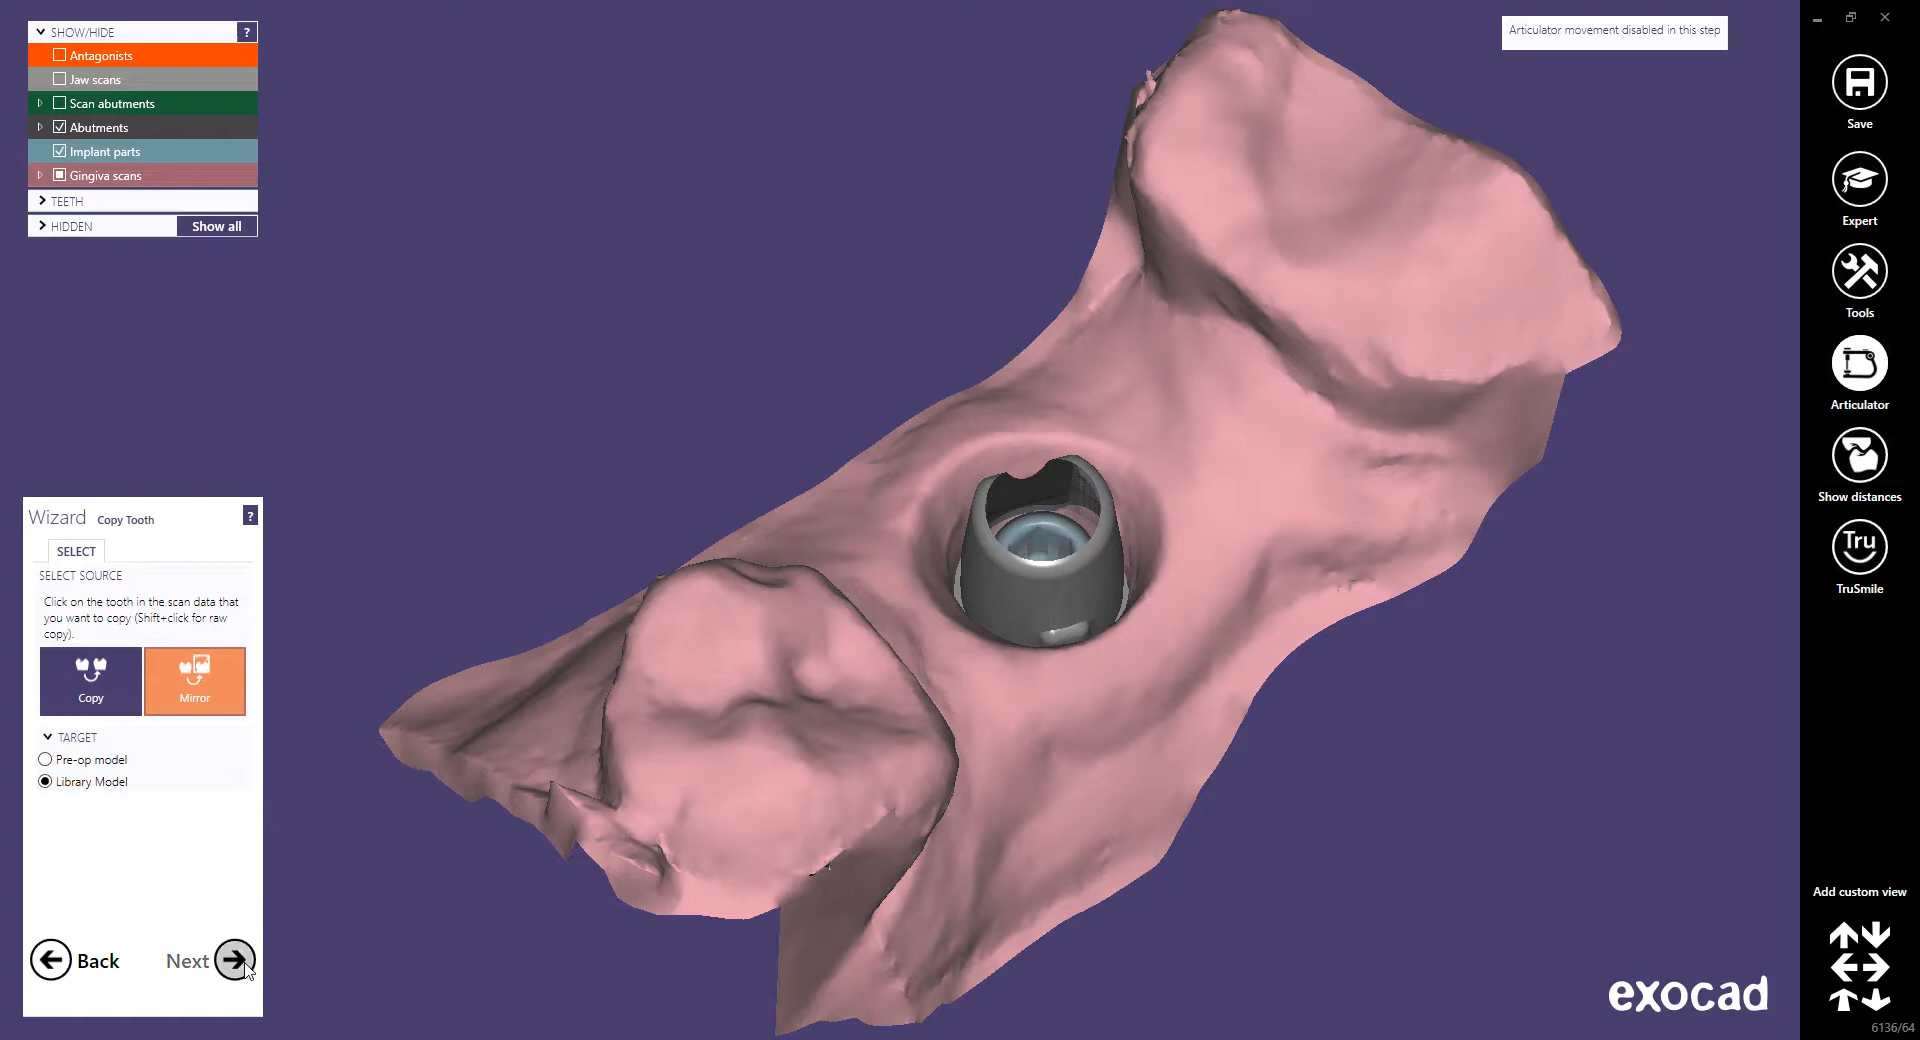 SHOW/HIDE ?
Antagonists
Jaw scans
Scan abutments
Abutments
Implant parts
Gingiva scans
TEETH
HIDDEN Show all
Articulator movement disabled in this step
Wizard Copy Tooth ?
SELECT
SELECT SOURCE
Click on the tooth in the scan data that
you want to copy (Shift+click for raw
copy).
Copy Mirror
TARGET
Pre-op model
Library Model
Back Next
Save
Expert
Tools
Articulator
Show distances
Tru
TruSmile
Add custom view
exocad
6136/64